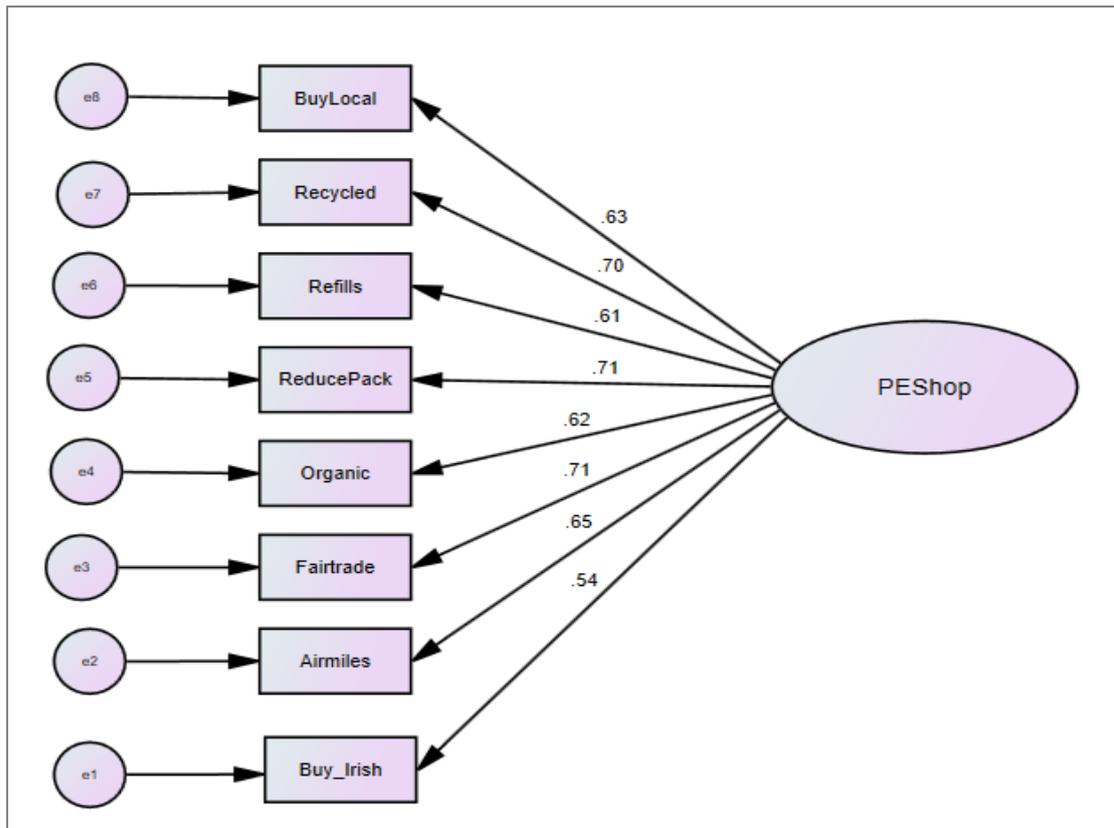 e8
BuyLocal
e7
Recycled
.63
.70
e6
Refills
.61
e5
ReducePack
.71
PEShop
.62
e4
Organic
.71
.65
e3
Fairtrade
.54
e2
Airmiles
e1
Buy_Irish